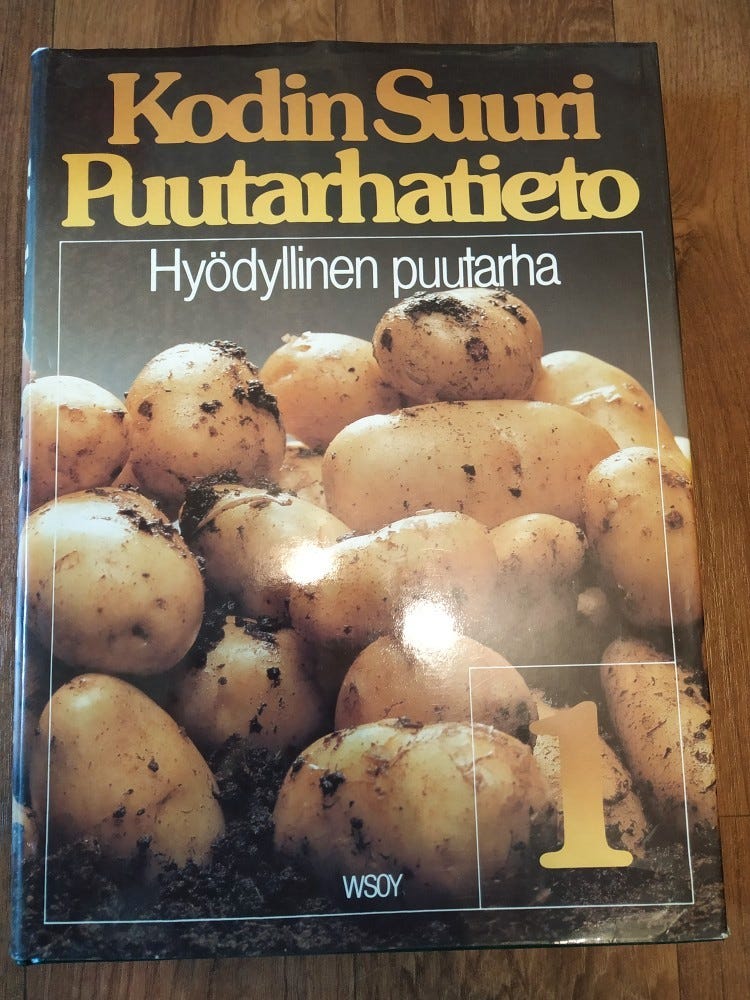 Kodin Suuri
Puutarhatieto
Hyödyllinen puutarha
1
WSOY